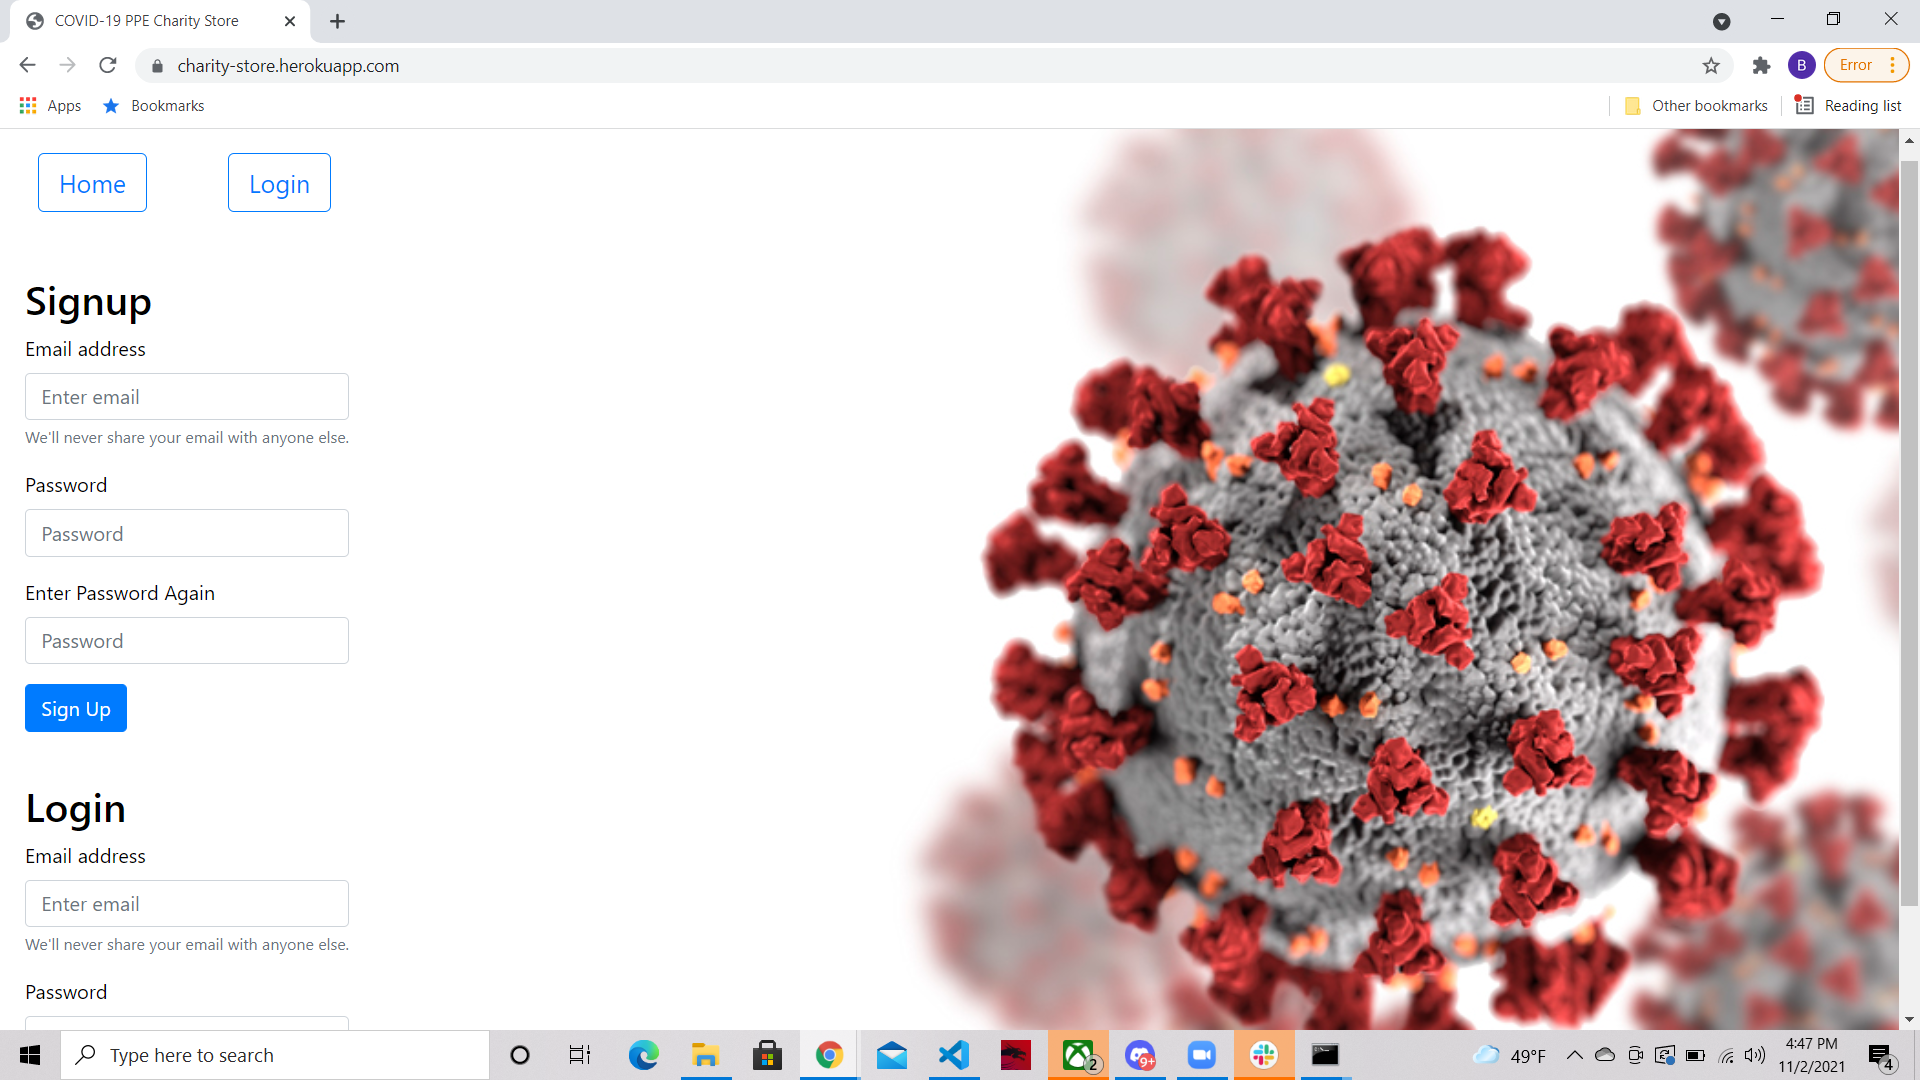 COVID-19 PPE Charity Store
charity-store.herokuapp.com
B
Error
Apps
Bookmarks
Other bookmarks
Reading list
Home
Login
Signup
Email address
Enter email
We'll never share your email with anyone else.
Password
Password
Enter Password Again
Password
Sign Up
Login
Email address
Enter email
We'll never share your email with anyone else.
Password
Type here to search
2
9+
49°F
4:47 PM
11/2/2021
4